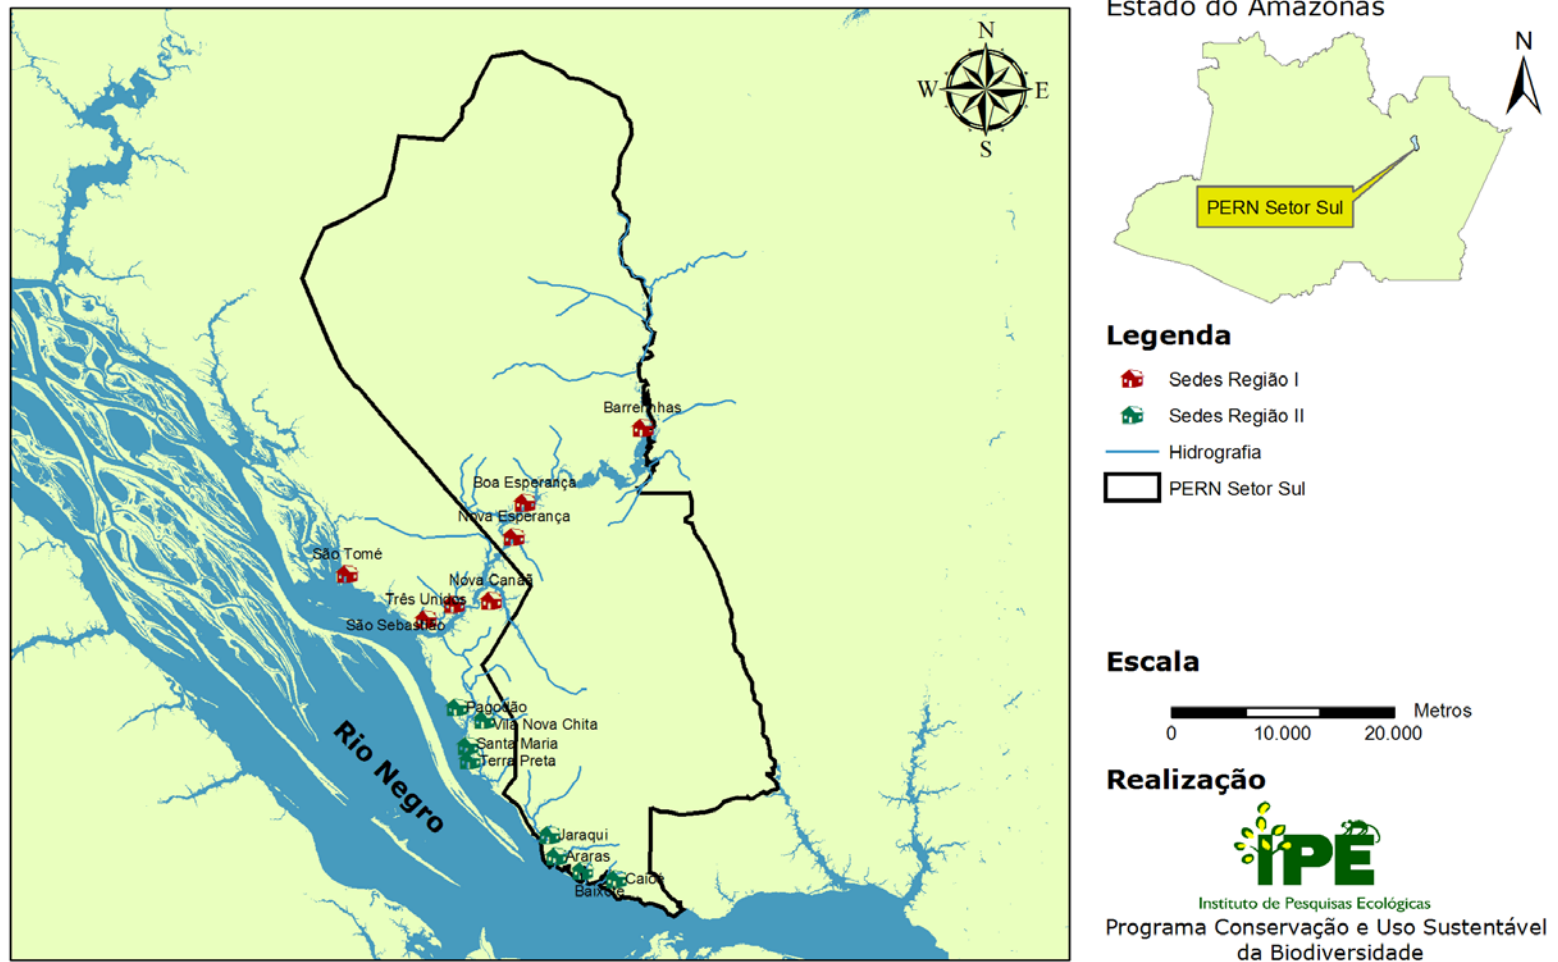 Estado do Amazonas
N
W
E
S
N
PERN Setor Sul
Legenda
Sedes Região I
Sedes Região II
Hidrografia
PERN Setor Sul
Barrerinhas
Boa Esperança
Nova Esperança
São Tomé
Nova Canaã
Três Unidos
São Sebastião
Pagodão
Vila Nova Chita
Santa Maria
Terra Preta
Rio Negro
Jaraqui
Araras
Caioé
Baixote
Escala
Metros
0
10.000
20.000
Realização
IPÊ
Instituto de Pesquisas Ecológicas
Programa Conservação e Uso Sustentável
da Biodiversidade